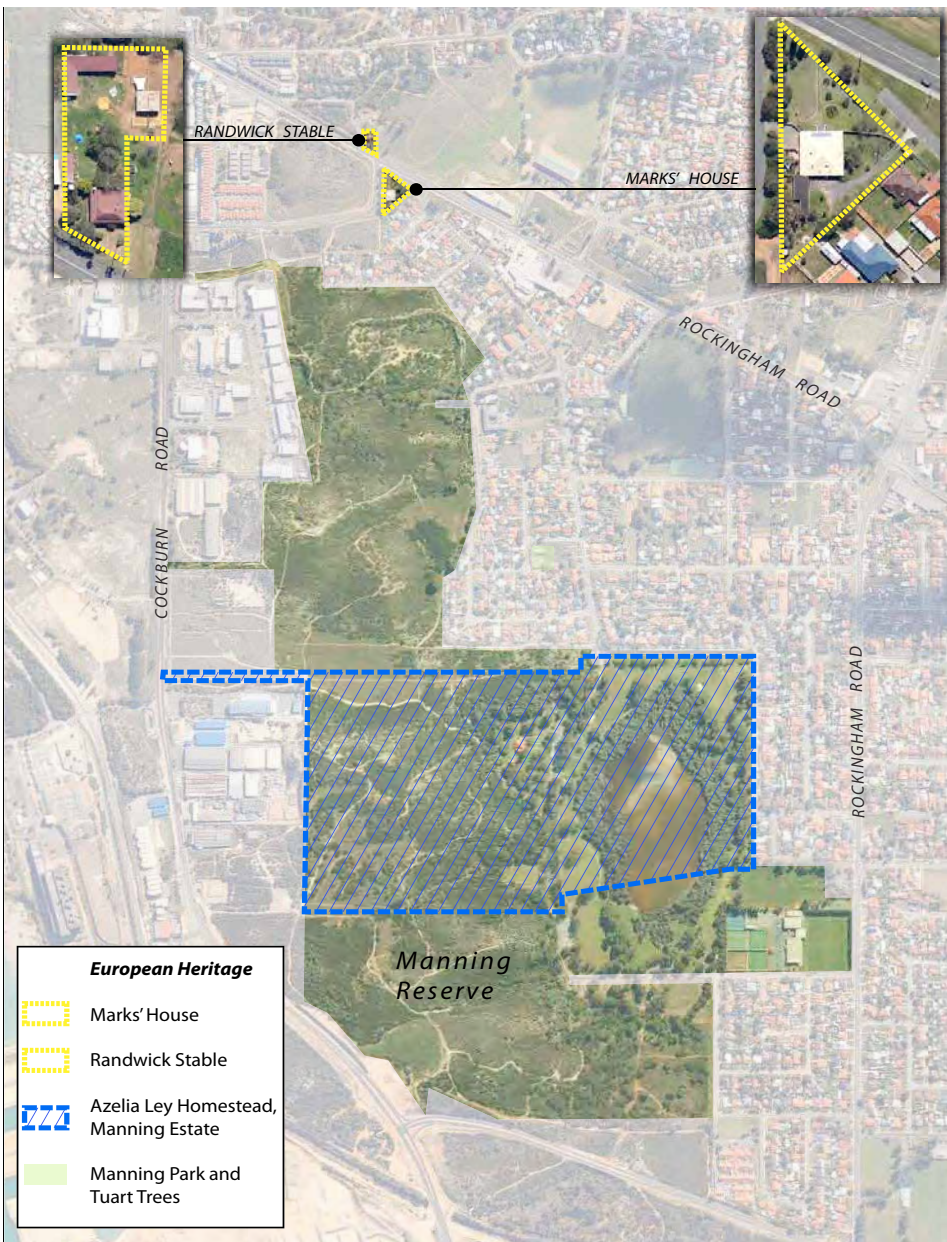 RANDWICK STABLE
MARKS' HOUSE
ROCKINGHAM ROAD
COCKBURN ROAD
ROCKINGHAM ROAD
Manning
Reserve
European Heritage
Marks' House
Randwick Stable
Azelia Ley Homestead,
Manning Estate
Manning Park and
Tuart Trees